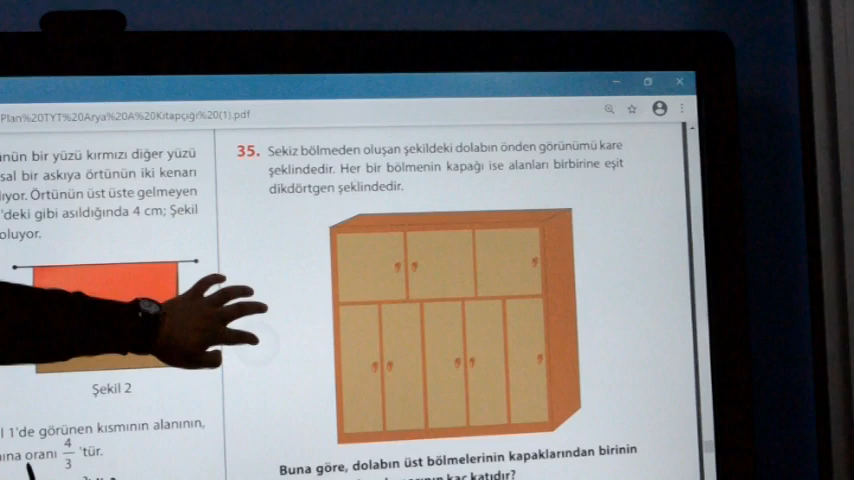 Plan%20TYT%20Arya%20A%20Kitapçıgı%20(1).pdf
ünün bir yüzü kırmızı diğer yüzü
sal bir askıya örtünün iki kenarı
lıyor. Örtünün üst üste gelmeyen
'deki gibi asıldığında 4 cm; Şekil
oluyor.
Şekil 2
l 1'de görünen kısmının alanının,
ına oranı 4/3 'tür.
35. Sekiz bölmeden oluşan şekildeki dolabın önden görünümü kare
şeklindedir. Her bir bölmenin kapağı ise alanları birbirine eşit
dikdörtgen şeklindedir.
Buna göre, dolabın üst bölmelerinin kapaklarından birinin
kaç katıdır?